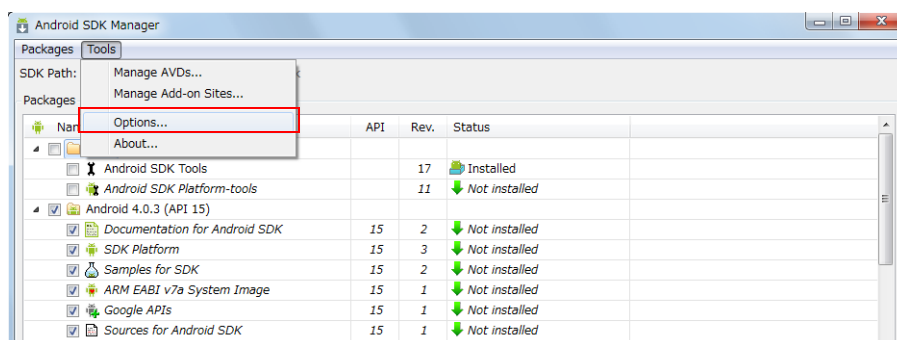 Android SDK Manager
Packages Tools
SDK Path:
Manage AVDs...
Manage Add-on Sites...
Packages
Options...
About...
Nan API Rev. Status
Android SDK Tools 17 Installed
Android SDK Platform-tools 11 Not installed
Android 4.0.3 (API 15)
Documentation for Android SDK 15 2 Not installed
SDK Platform 15 3 Not installed
Samples for SDK 15 2 Not installed
ARM EABI v7a System Image 15 1 Not installed
Google APIs 15 1 Not installed
Sources for Android SDK 15 1 Not installed